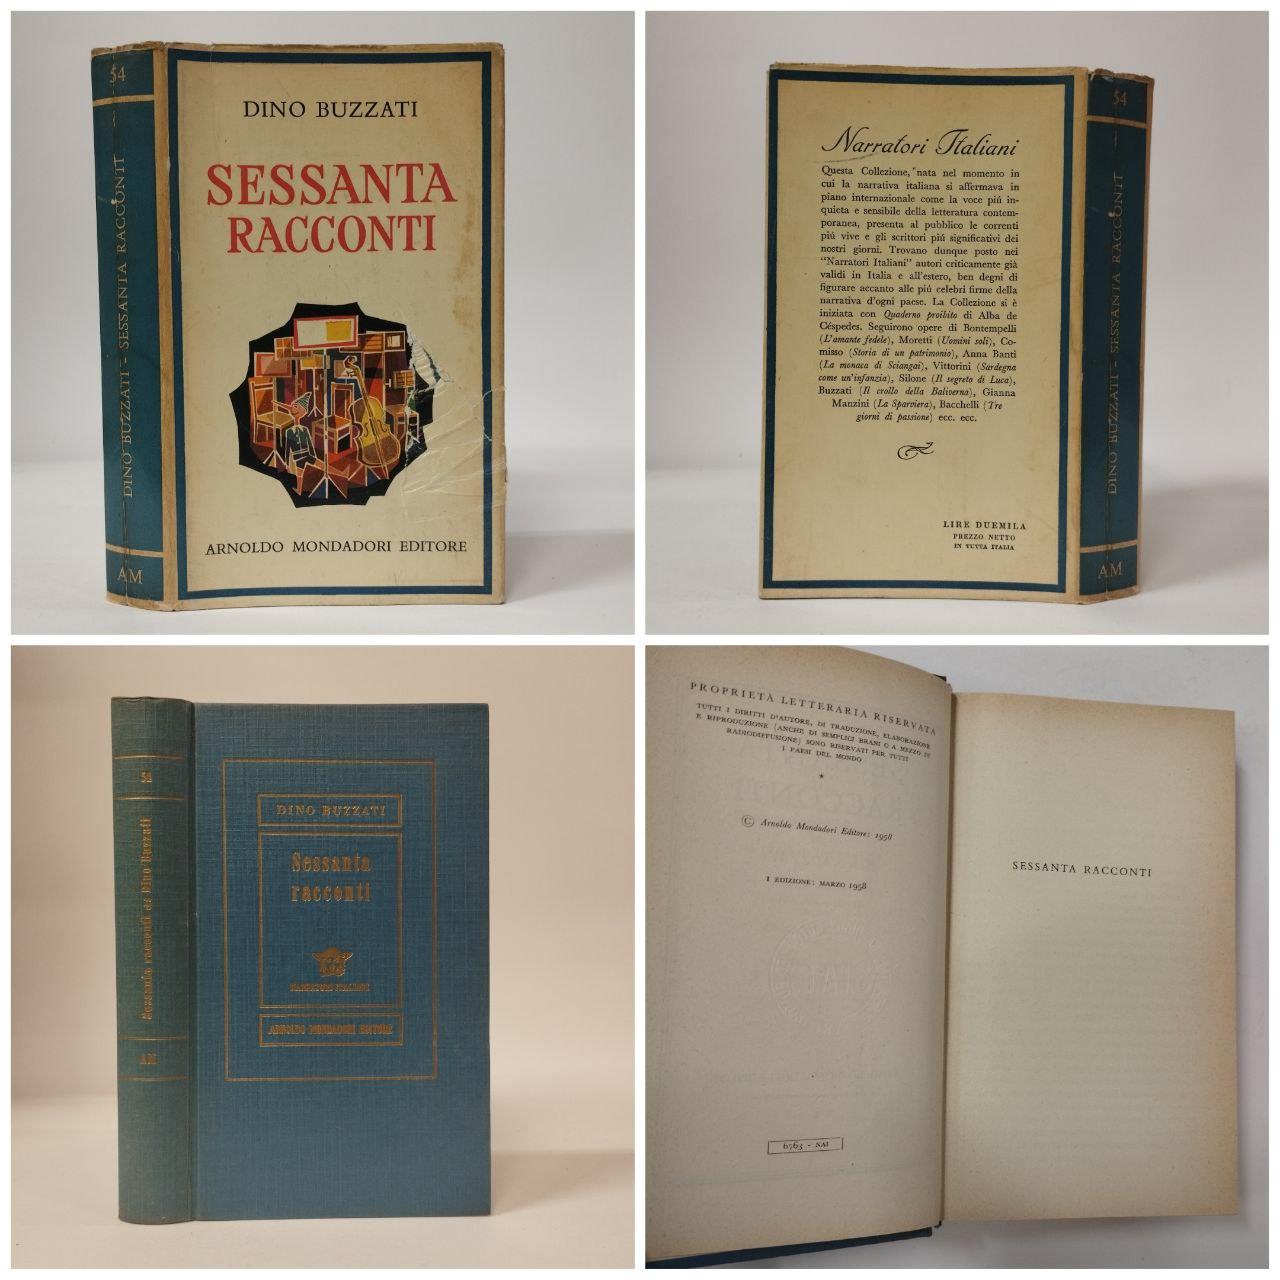 54
DINO BUZZATI - SESSANTA RACCONTI
AM
DINO BUZZATI
SESSANTA
RACCONTI
ARNOLDO MONDADORI EDITORE
Narratori Italiani
Questa Collezione, nata nel momento in
cui la narrativa italiana si affermava in
piano internazionale come la voce piú in-
quieta e sensibile della letteratura contem-
poranea, presenta al pubblico le correnti
piú vive e gli scrittori piú significativi dei
nostri giorni. Trovano dunque posto nei
"Narratori Italiani" autori criticamente già
validi in Italia e all'estero, ben degni di
figurare accanto alle piú celebri firme della
narrativa d'ogni paese. La Collezione si è
iniziata con Quaderno proibito di Alba de
Céspedes. Seguirono opere di Bontempelli
(L'amante fedele), Moretti (Uomini soli), Co-
misso (Storia di un patrimonio), Anna Banti
(La monaca di Sciangai), Vittorini (Sardegna
come un'infanzia), Silone (Il segreto di Luca),
Buzzati (Il crollo della Baliverna), Gianna
Manzini (La Sparviera), Bacchelli (Tre
giorni di passione) ecc. ecc.
LIRE DUEMILA
PREZZO NETTO
IN TUTTA ITALIA
54
DINO BUZZATI - SESSANTA RACCONTI
AM
54
Sessanta racconti di Dino Buzzati
AM
DINO BUZZATI
Sessanta
racconti
NARRATORI ITALIANI
ARNOLDO MONDADORI EDITORE
PROPRIETÀ LETTERARIA RISERVATA
TUTTI I DIRITTI D'AUTORE, DI TRADUZIONE, ELABORAZIONE
E RIPRODUZIONE (ANCHE DI SEMPLICI BRANI O A MEZZO DI
RADIODIFFUSIONE) SONO RISERVATI PER TUTTI
I PAESI DEL MONDO
*
© Arnoldo Mondadori Editore: 1958
I EDIZIONE: MARZO 1958
6763 - NAI
SESSANTA RACCONTI